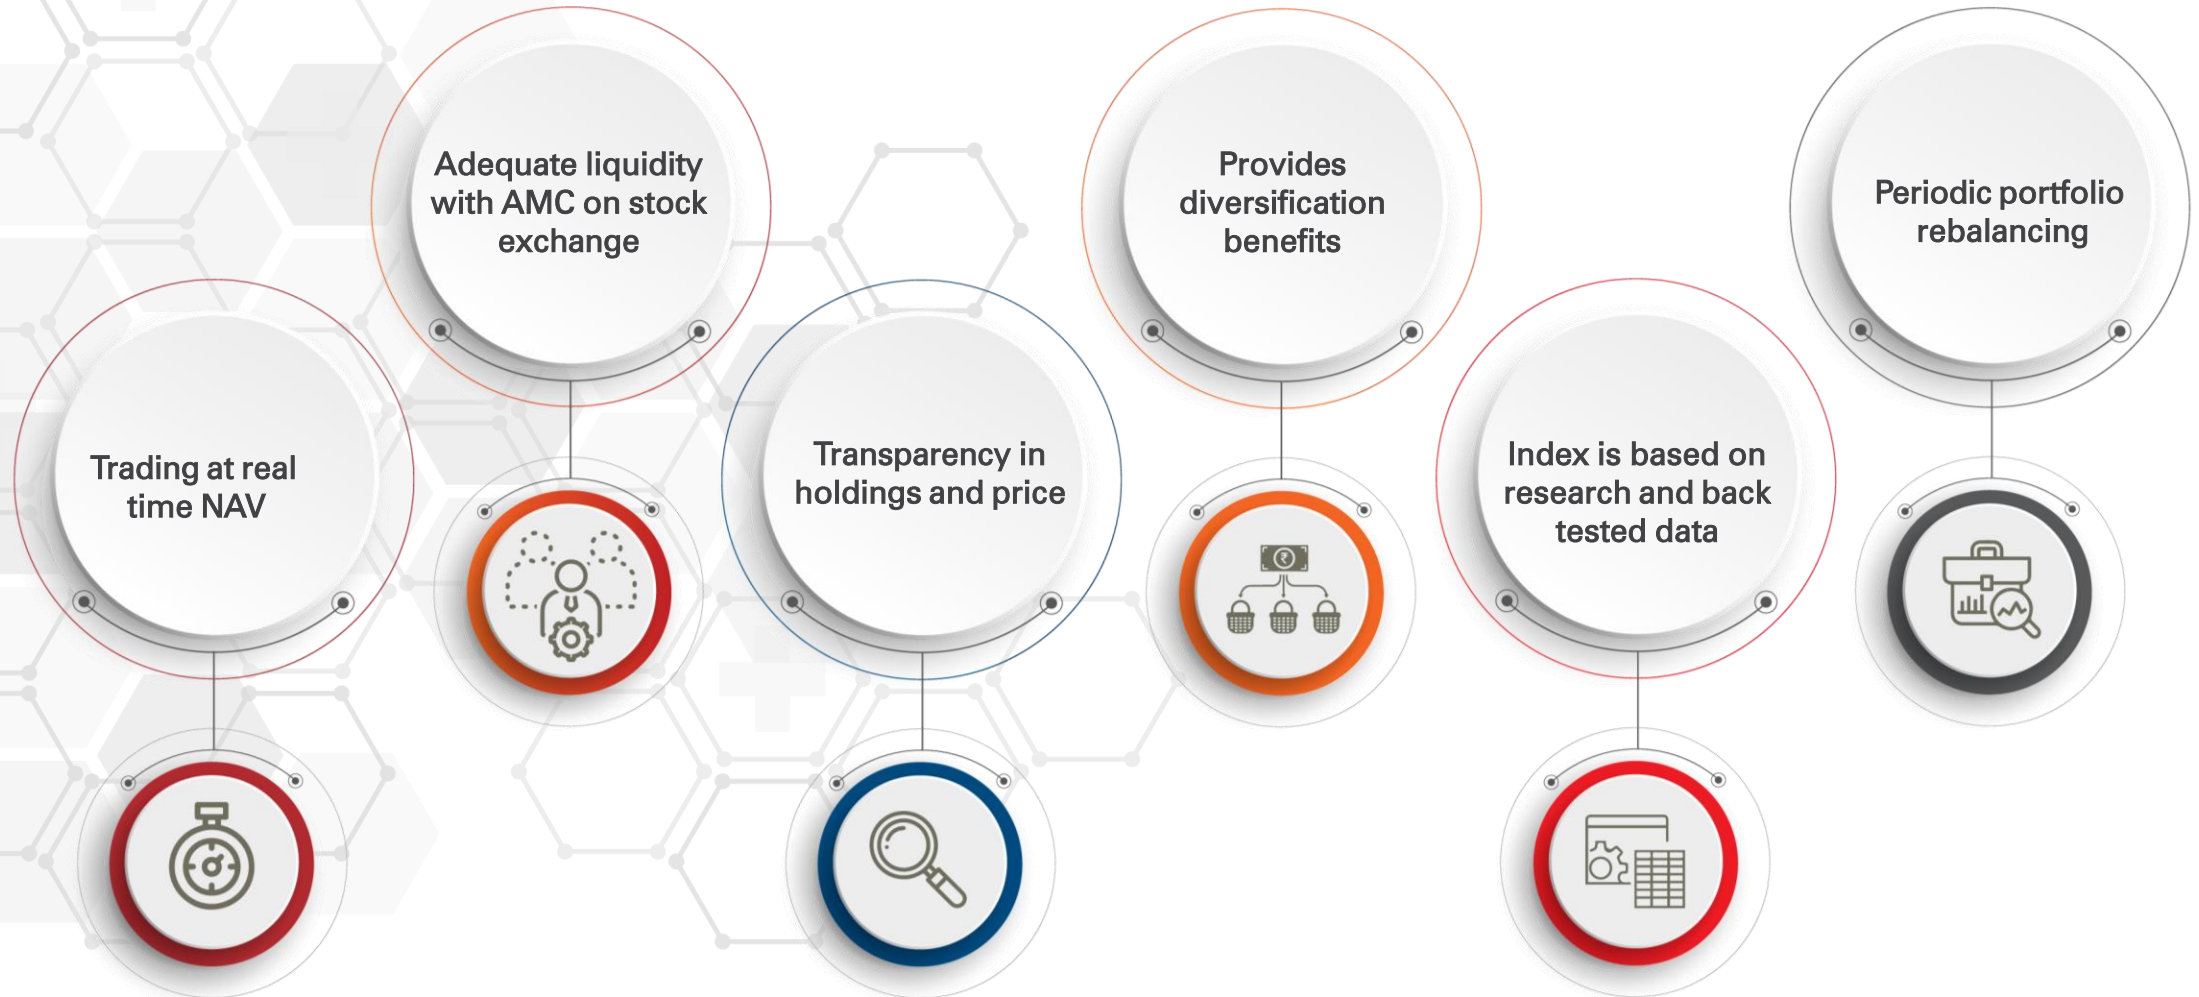 Trading at real
time NAV
Adequate liquidity
with AMC on stock
exchange
Transparency in
holdings and price
Provides
diversification
benefits
₹
Index is based on
research and back
tested data
Periodic portfolio
rebalancing